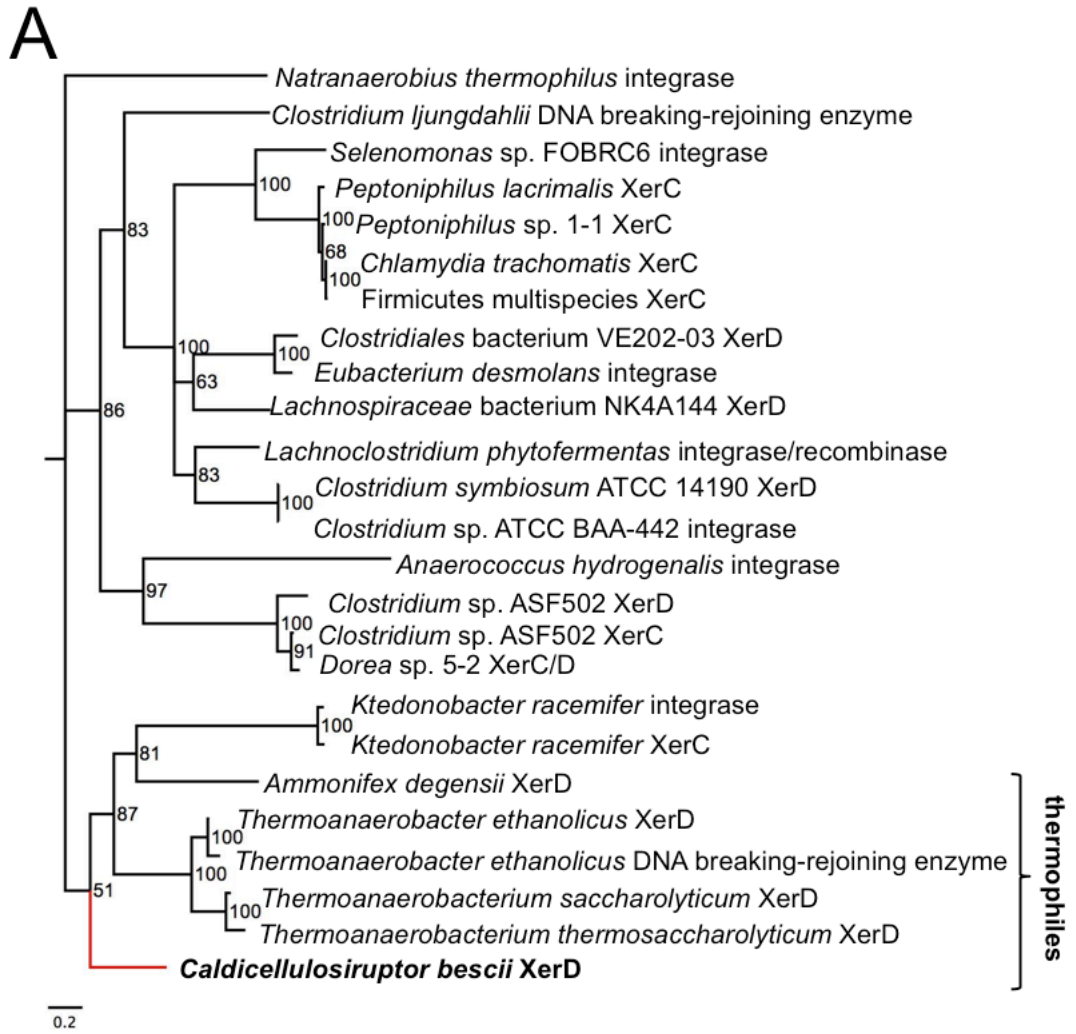 A
Natranaerobius thermophilus integrase
Clostridium ljungdahlii DNA breaking-rejoining enzyme
Selenomonas sp. FOBRC6 integrase
100
Peptoniphilus lacrimalis XerC
100
Peptoniphilus sp. 1-1 XerC
83
68
Chlamydia trachomatis XerC
100
Firmicutes multispecies XerC
Clostridiales bacterium VE202-03 XerD
100
100
Eubacterium desmolans integrase
63
Lachnospiraceae bacterium NK4A144 XerD
86
Lachnoclostridium phytofermentas integrase/recombinase
83
Clostridium symbiosum ATCC 14190 XerD
100
Clostridium sp. ATCC BAA-442 integrase
Anaerococcus hydrogenalis integrase
97
Clostridium sp. ASF502 XerD
100
Clostridium sp. ASF502 XerC
91
Dorea sp. 5-2 XerC/D
Ktedonobacter racemifer integrase
100
Ktedonobacter racemifer XerC
81
Ammonifex degensii XerD
87
Thermoanaerobacter ethanolicus XerD
100
Thermoanaerobacter ethanolicus DNA breaking-rejoining enzyme
100
thermophiles
51
Thermoanaerobacterium saccharolyticum XerD
100
Thermoanaerobacterium thermosaccharolyticum XerD
Caldicellulosiruptor bescii XerD
0.2